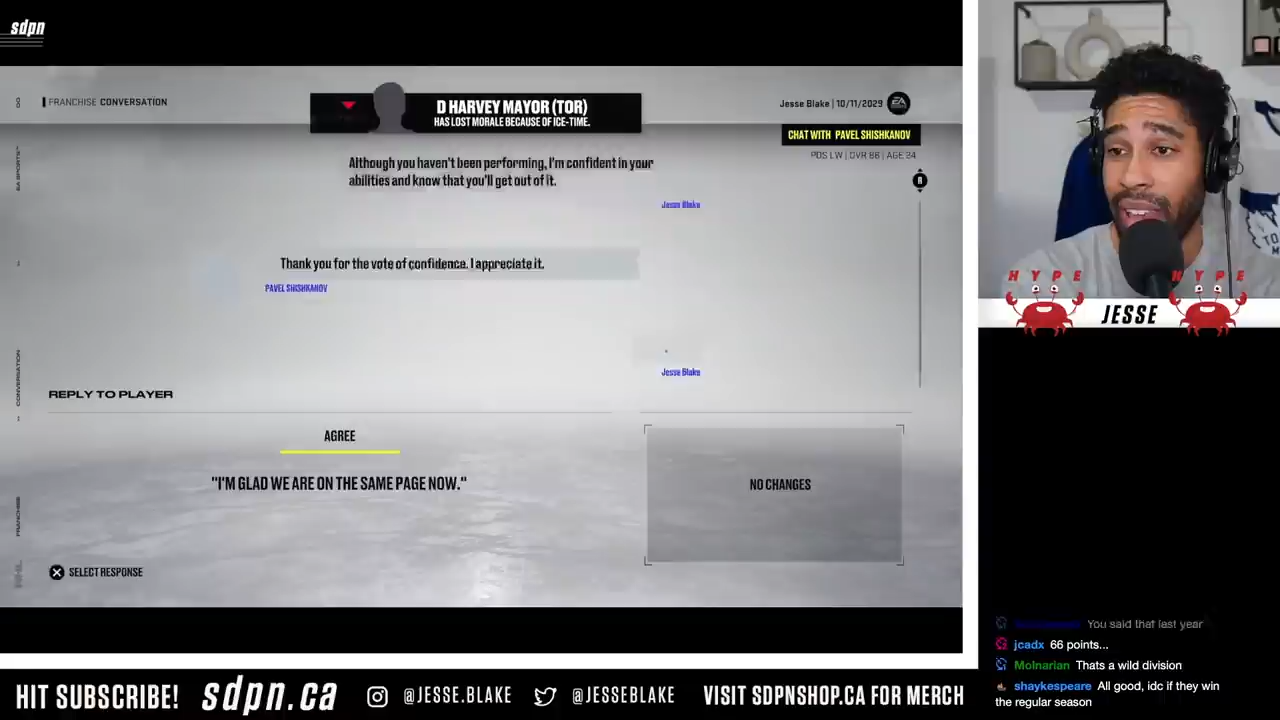 sdpn
FRANCHISE CONVERSATION
D HARVEY MAYOR (TOR)
HAS LOST MORALE BECAUSE OF ICE-TIME.
Jesse Blake | 10/11/2029
CHAT WITH PAVEL SHISHKANOV
POS LW | OVR 86 | AGE 34
R
Although you haven't been performing, I'm confident in your
abilities and know that you'll get out of it.
Jesse Blake
Thank you for the vote of confidence. I appreciate it.
PAVEL SHISHKANOV
Jesse Blake
REPLY TO PLAYER
AGREE
"I'M GLAD WE ARE ON THE SAME PAGE NOW."
NO CHANGES
SELECT RESPONSE
EA SPORTS
CONVERSATION
FRANCHISE
HYPE
HYPE
JESSE
You said that last year
jcadx 66 points...
Molnarian Thats a wild division
shaykespeare All good, idc if they win
the regular season
HIT SUBSCRIBE! sdpn.ca @JESSE.BLAKE @JESSEBLAKE VISIT SDPNSHOP.CA FOR MERCH